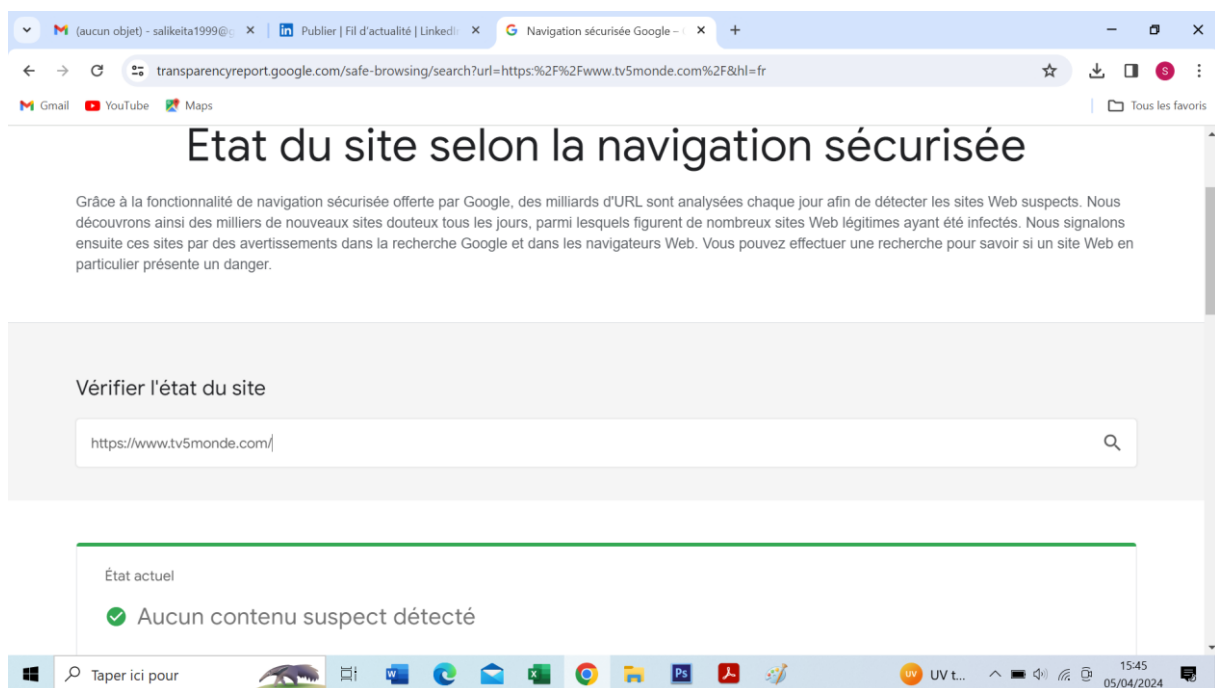 (aucun objet) - salikeita1999@g
Publier | Fil d'actualité | LinkedIn
Navigation sécurisée Google –
transparencyreport.google.com/safe-browsing/search?url=https:%2F%2Fwww.tv5monde.com%2F&hl=fr
S
Gmail YouTube Maps Tous les favoris
Etat du site selon la navigation sécurisée
Grâce à la fonctionnalité de navigation sécurisée offerte par Google, des milliards d'URL sont analysées chaque jour afin de détecter les sites Web suspects. Nous
découvrons ainsi des milliers de nouveaux sites douteux tous les jours, parmi lesquels figurent de nombreux sites Web légitimes ayant été infectés. Nous signalons
ensuite ces sites par des avertissements dans la recherche Google et dans les navigateurs Web. Vous pouvez effectuer une recherche pour savoir si un site Web en
particulier présente un danger.
Vérifier l'état du site
https://www.tv5monde.com/
État actuel
Aucun contenu suspect détecté
Taper ici pour
Ps
UV UV t...
15:45
05/04/2024